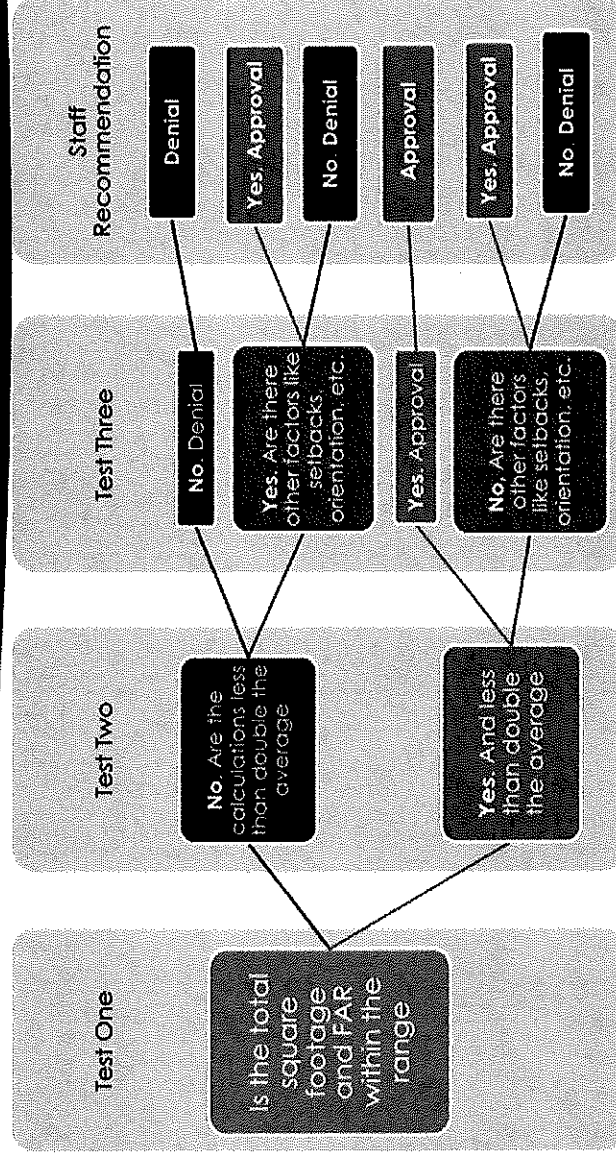 Test One
Is the total
square
footage
and FAR
within the
range
Test Two
No. Are the
calculations less
than double the
average
Yes. And less
than double
the average
Test Three
No. Denial
Yes. Are there
other factors like
setbacks,
orientation, etc.
Yes. Approval
No. Are there
other factors
like setbacks,
orientation, etc.
Staff
Recommendation
Denial
Yes. Approval
No. Denial
Approval
Yes. Approval
No. Denial